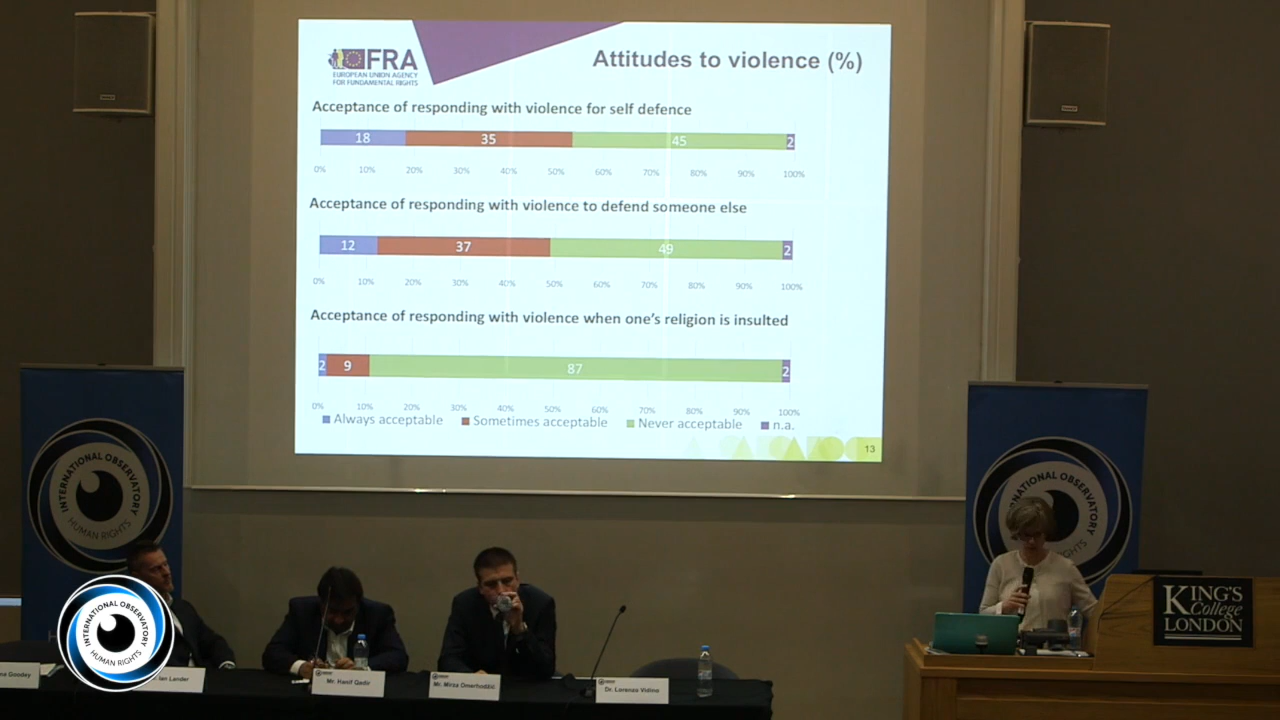 FRA
EUROPEAN UNION AGENCY
FOR FUNDAMENTAL RIGHTS
Attitudes to violence (%)
Acceptance of responding with violence for self defence
18 35 45 2
0% 10% 20% 30% 40% 50% 60% 70% 80% 90% 100%
Acceptance of responding with violence to defend someone else
12 37 49 2
0% 10% 20% 30% 40% 50% 60% 70% 80% 90% 100%
Acceptance of responding with violence when one's religion is insulted
2 9 87 2
0% 10% 20% 30% 40% 50% 60% 70% 80% 90% 100%
Always acceptable Sometimes acceptable Never acceptable n.a.
13
INTERNATIONAL OBSERVATORY
HUMAN RIGHTS
INTERNATIONAL OBSERVATORY
HUMAN RIGHTS
KING'S
College
LONDON
INTERNATIONAL OBSERVATORY
HUMAN RIGHTS
Goodey
Ian Lander
Mr. Hanif Qadir
Mr. Mirza Omerhodžić
Dr. Lorenzo Vidino